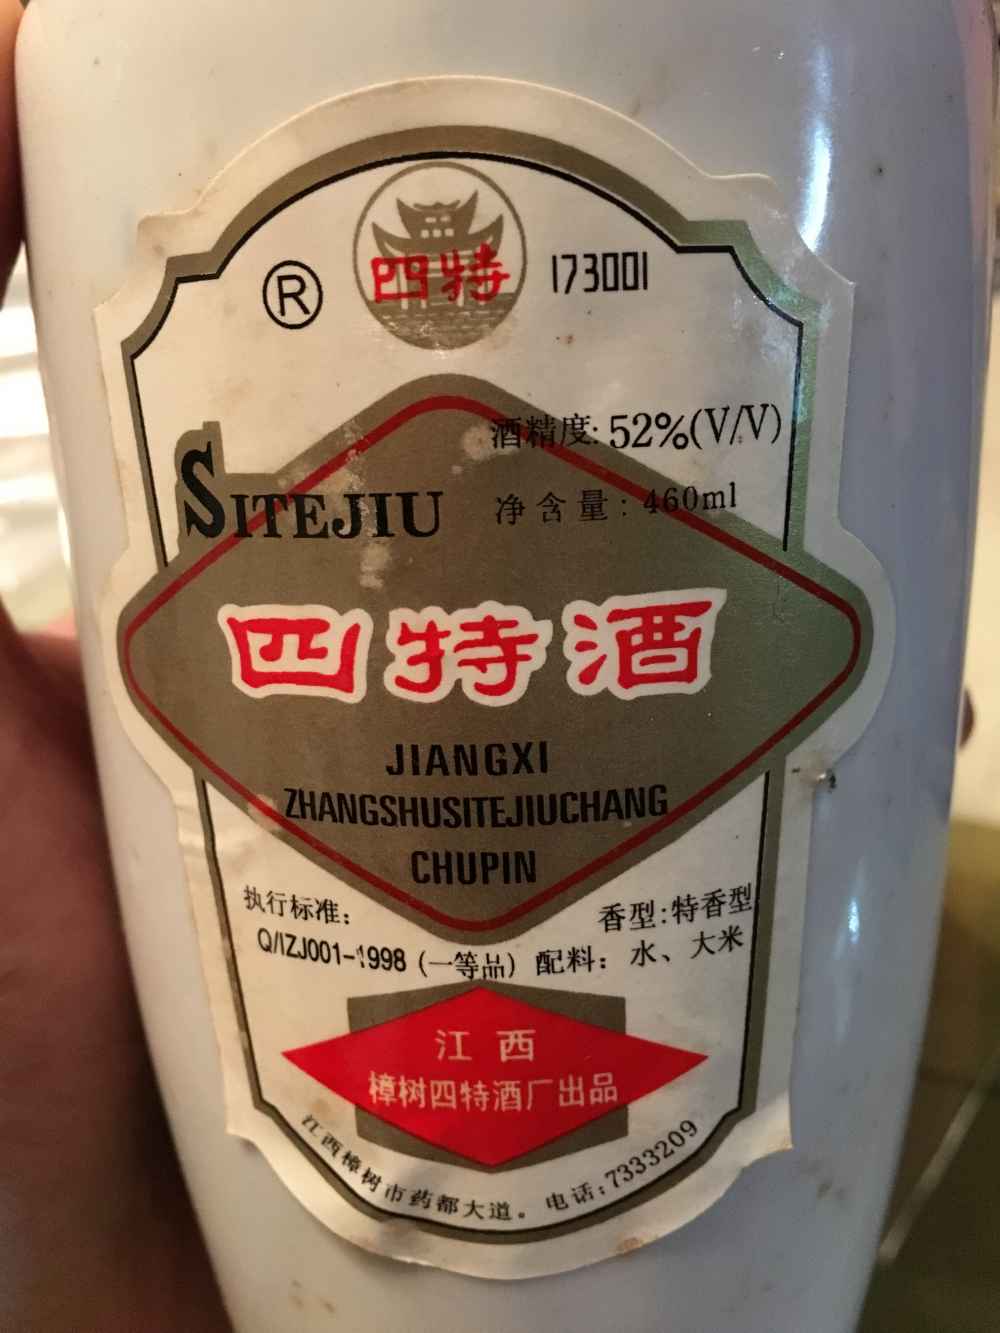 ® 四特 173001
酒精度: 52%(V/V)
SITEJIU 净含量: 460ml
四特酒
JIANGXI
ZHANGSHUSITEJIUCHANG
CHUPIN
执行标准:
Q/IZJ001-1998 (一等品)
香型:特香型
配料: 水、大米
江西
樟树四特酒厂出品
江西樟树市药都大道。电话:7333209